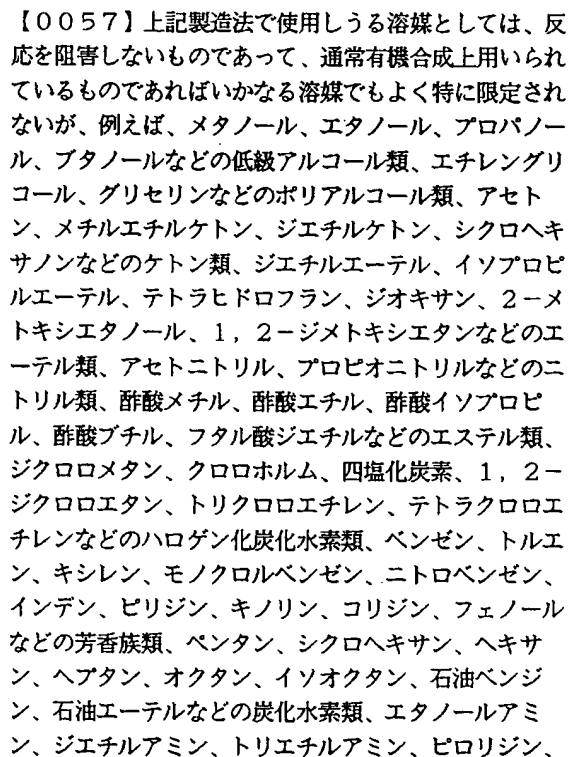 【００５７】上記製造法で使用しうる溶媒としては、反
応を阻害しないものであって、通常有機合成上用いられ
ているものであればいかなる溶媒でもよく特に限定され
ないが、例えば、メタノール、エタノール、プロパノー
ル、ブタノールなどの低級アルコール類、エチレングリ
コール、グリセリンなどのポリアルコール類、アセト
ン、メチルエチルケトン、ジエチルケトン、シクロヘキ
サノンなどのケトン類、ジエチルエーテル、イソプロピ
ルエーテル、テトラヒドロフラン、ジオキサン、２－メ
トキシエタノール、１，２－ジメトキシエタンなどのエ
ーテル類、アセトニトリル、プロピオニトリルなどのニ
トリル類、酢酸メチル、酢酸エチル、酢酸イソプロピ
ル、酢酸ブチル、フタル酸ジエチルなどのエステル類、
ジクロロメタン、クロロホルム、四塩化炭素、１，２－
ジクロロエタン、トリクロロエチレン、テトラクロロエ
チレンなどのハロゲン化炭化水素類、ベンゼン、トルエ
ン、キシレン、モノクロルベンゼン、ニトロベンゼン、
インデン、ピリジン、キノリン、コリジン、フェノール
などの芳香族類、ペンタン、シクロヘキサン、ヘキサ
ン、ヘプタン、オクタン、イソオクタン、石油ベンジ
ン、石油エーテルなどの炭化水素類、エタノールアミ
ン、ジエチルアミン、トリエチルアミン、ピロリジン、